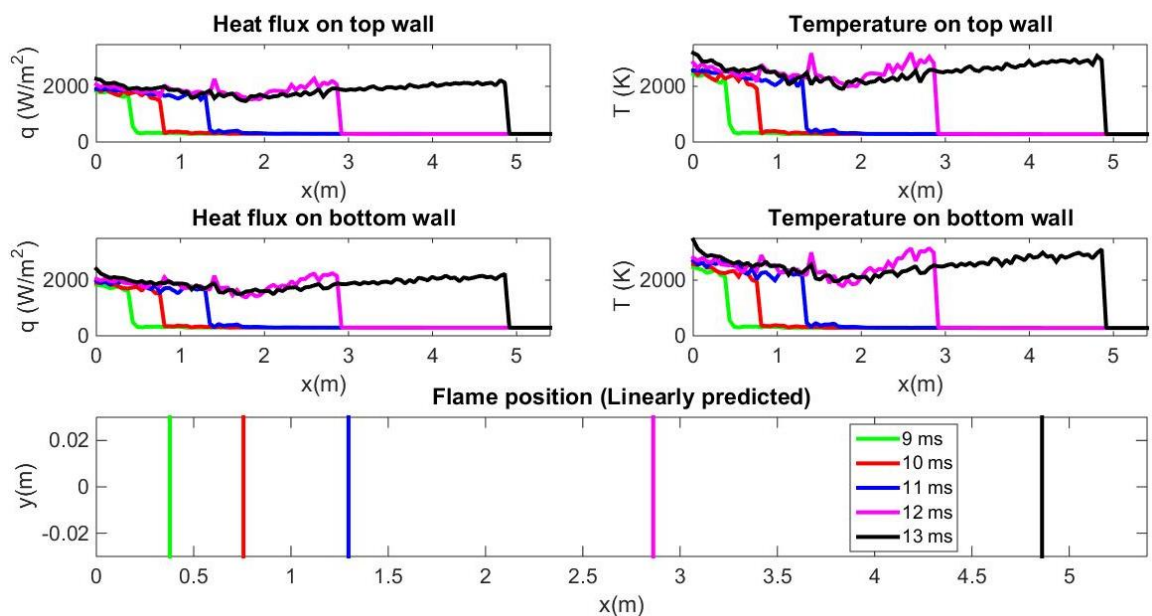 Heat flux on top wall
q (W/m²)
2000
0
0 1 2 3 4 5
x(m)
Temperature on top wall
T (K)
2000
0
0 1 2 3 4 5
x(m)
Heat flux on bottom wall
q (W/m²)
2000
0
0 1 2 3 4 5
x(m)
Temperature on bottom wall
T (K)
2000
0
0 1 2 3 4 5
x(m)
Flame position (Linearly predicted)
y(m)
0.02
0
-0.02
9 ms
10 ms
11 ms
12 ms
13 ms
0 0.5 1 1.5 2 2.5 3 3.5 4 4.5 5
x(m)